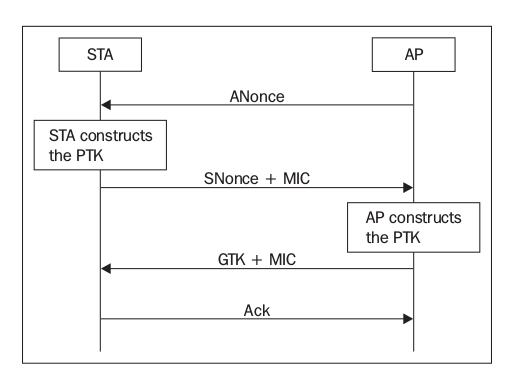 STA
AP
ANonce
STA constructs
the PTK
SNonce + MIC
AP constructs
the PTK
GTK + MIC
Ack